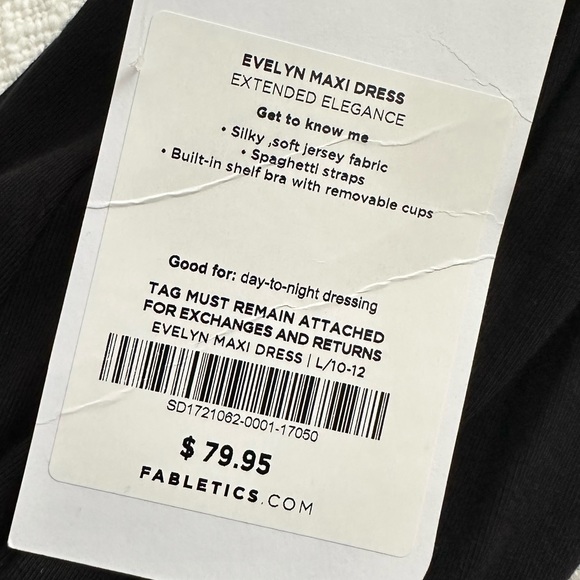 EVELYN MAXI DRESS
EXTENDED ELEGANCE
Get to know me
• Silky ,soft jersey fabric
• Spaghetti straps
• Built-in shelf bra with removable cups
Good for: day-to-night dressing
TAG MUST REMAIN ATTACHED
FOR EXCHANGES AND RETURNS
EVELYN MAXI DRESS | L/10-12
SD1721062-0001-17050
$ 79.95
FABLETICS.COM